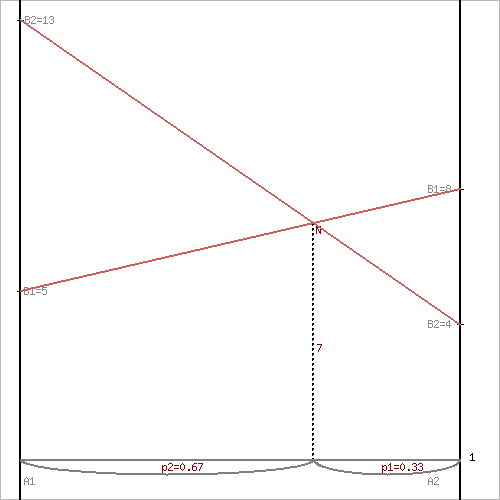 B2=13
B1=8
N
B1=5
B2=4
7
1
p2=0.67
p1=0.33
A1
A2